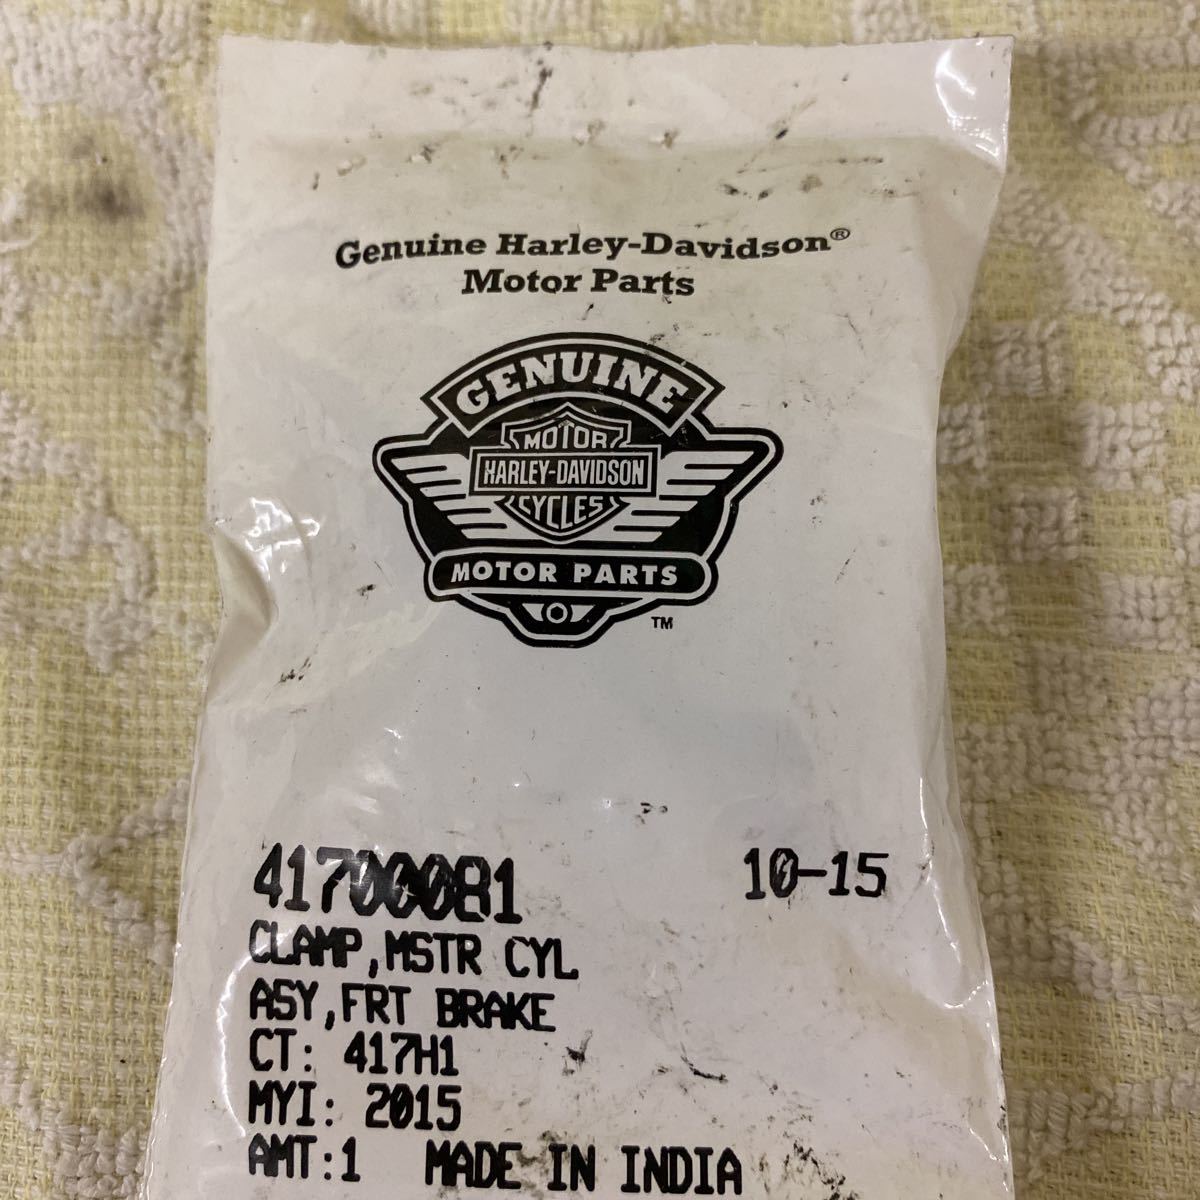 Genuine Harley-Davidson®
Motor Parts
GENUINE
MOTOR
HARLEY-DAVIDSON
CYCLES
MOTOR PARTS
TM
41700081 10-15
CLAMP,MSTR CYL
ASY,FRT BRAKE
CT: 417H1
MYI: 2015
AMT:1 MADE IN INDIA